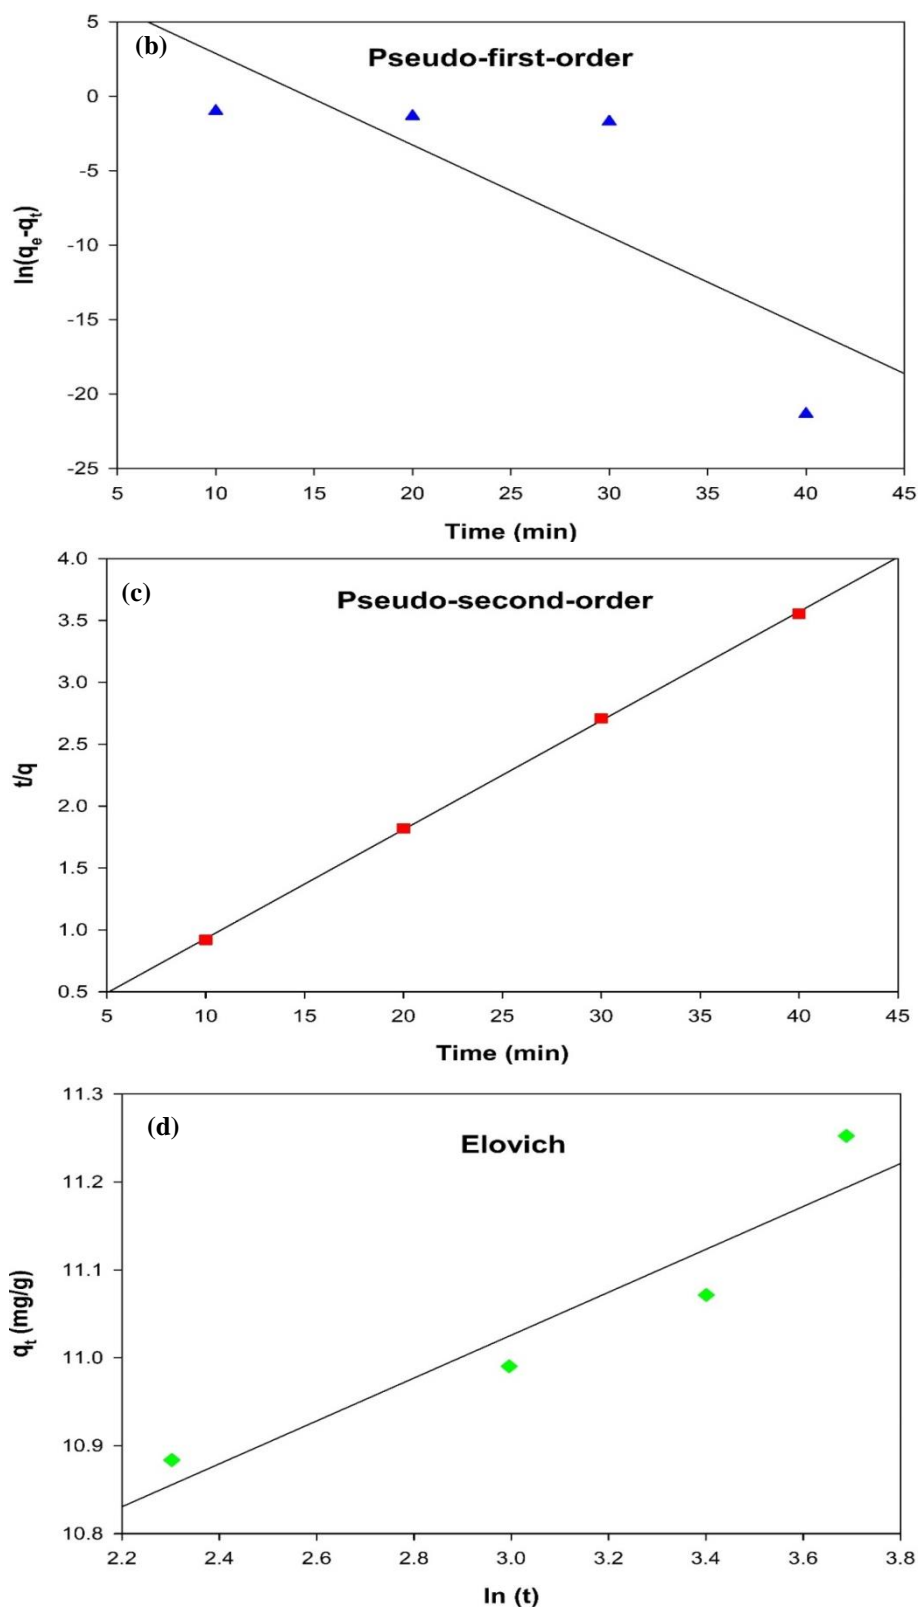 (b)
Pseudo-first-order
5
0
-5
-10
-15
-20
-25
ln(qe-qt)
5 10 15 20 25 30 35 40 45
Time (min)
(c)
Pseudo-second-order
4.0
3.5
3.0
2.5
2.0
1.5
1.0
0.5
t/q
5 10 15 20 25 30 35 40 45
Time (min)
(d)
Elovich
11.3
11.2
11.1
11.0
10.9
10.8
qt (mg/g)
2.2 2.4 2.6 2.8 3.0 3.2 3.4 3.6 3.8
ln (t)